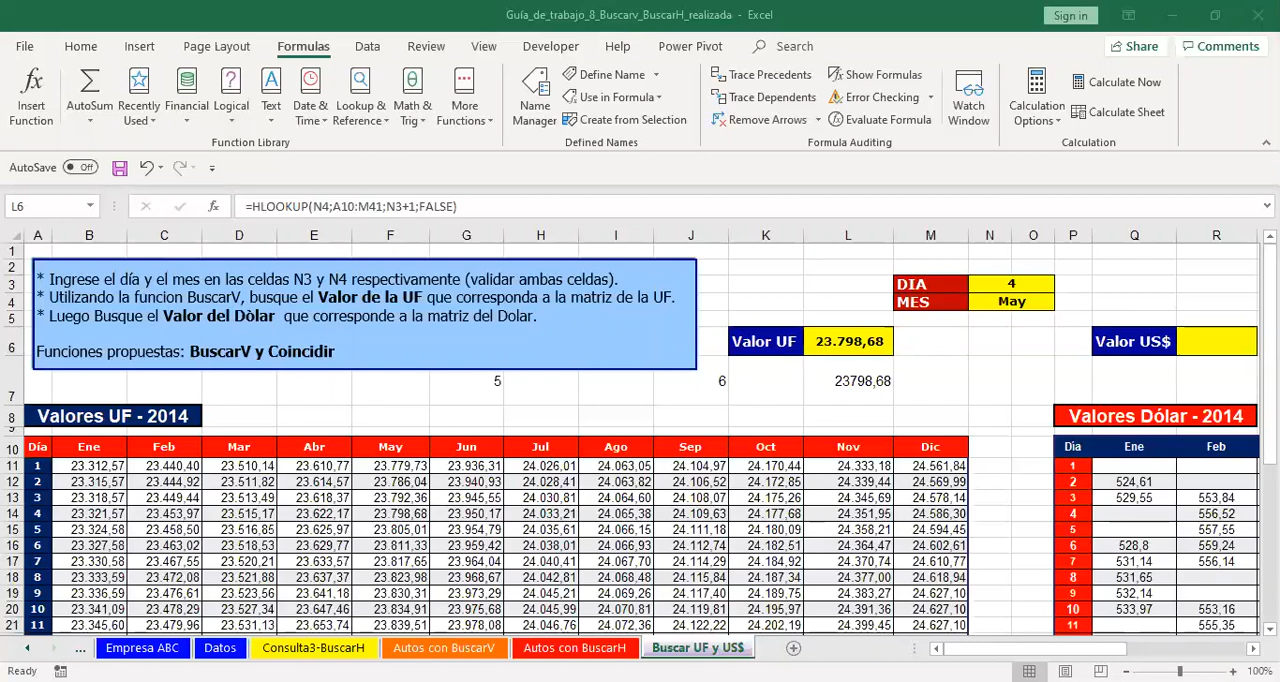 Guía_de_trabajo_8_Buscarv_BuscarH_realizada - Excel
Sign in
File Home Insert Page Layout Formulas Data Review View Developer Help Power Pivot Search
Share Comments
Insert Function
AutoSum
Recently Used
Financial
Logical
Text
Date & Time
Lookup & Reference
Math & Trig
More Functions
Function Library
Name Manager
Define Name
Use in Formula
Create from Selection
Defined Names
Trace Precedents
Trace Dependents
Remove Arrows
Show Formulas
Error Checking
Evaluate Formula
Formula Auditing
Watch Window
Calculation Options
Calculate Now
Calculate Sheet
Calculation
AutoSave Off
L6 fx =HLOOKUP(N4;A10:M41;N3+1;FALSE)
A B C D E F G H I J K L M N O P Q R
1
2
3
4
5
6
7
8
9
* Ingrese el día y el mes en las celdas N3 y N4 respectivamente (validar ambas celdas).
* Utilizando la funcion BuscarV, busque el Valor de la UF que corresponda a la matriz de la UF.
* Luego Busque el Valor del Dòlar que corresponde a la matriz del Dolar.
Funciones propuestas: BuscarV y Coincidir
DIA 4
MES May
Valor UF 23.798,68
Valor US$
5 6 23798,68
Valores UF - 2014
Valores Dólar - 2014
10 Día Ene Feb Mar Abr May Jun Jul Ago Sep Oct Nov Dic Día Ene Feb
11 1 23.312,57 23.440,40 23.510,14 23.610,77 23.779,73 23.936,31 24.026,01 24.063,05 24.104,97 24.170,44 24.333,18 24.561,84 1
12 2 23.315,57 23.444,92 23.511,82 23.614,57 23.786,04 23.940,93 24.028,41 24.063,82 24.106,52 24.172,85 24.339,44 24.569,99 2 524,61
13 3 23.318,57 23.449,44 23.513,49 23.618,37 23.792,36 23.945,55 24.030,81 24.064,60 24.108,07 24.175,26 24.345,69 24.578,14 3 529,55 553,84
14 4 23.321,57 23.453,97 23.515,17 23.622,17 23.798,68 23.950,17 24.033,21 24.065,38 24.109,63 24.177,68 24.351,95 24.586,30 4 556,52
15 5 23.324,58 23.458,50 23.516,85 23.625,97 23.805,01 23.954,79 24.035,61 24.066,15 24.111,18 24.180,09 24.358,21 24.594,45 5 557,55
16 6 23.327,58 23.463,02 23.518,53 23.629,77 23.811,33 23.959,42 24.038,01 24.066,93 24.112,74 24.182,51 24.364,47 24.602,61 6 528,8 559,24
17 7 23.330,58 23.467,55 23.520,21 23.633,57 23.817,66 23.964,04 24.040,41 24.067,70 24.114,29 24.184,92 24.370,74 24.610,77 7 531,14 556,14
18 8 23.333,59 23.472,08 23.521,88 23.637,37 23.823,98 23.968,67 24.042,81 24.068,48 24.115,84 24.187,34 24.377,00 24.618,94 8 531,65
19 9 23.336,59 23.476,61 23.523,56 23.641,18 23.830,31 23.973,29 24.045,21 24.069,26 24.117,40 24.189,75 24.383,27 24.627,10 9 532,14
20 10 23.341,09 23.478,29 23.527,34 23.647,46 23.834,91 23.975,68 24.045,99 24.070,81 24.119,81 24.195,97 24.391,36 24.627,10 10 533,97 553,16
21 11 23.345,60 23.479,96 23.531,13 23.653,74 23.839,51 23.978,08 24.046,76 24.072,36 24.122,22 24.202,19 24.399,45 24.627,10 11 555,35
... Empresa ABC Datos Consulta3-BuscarH Autos con BuscarV Autos con BuscarH Buscar UF y US$
Ready 100%